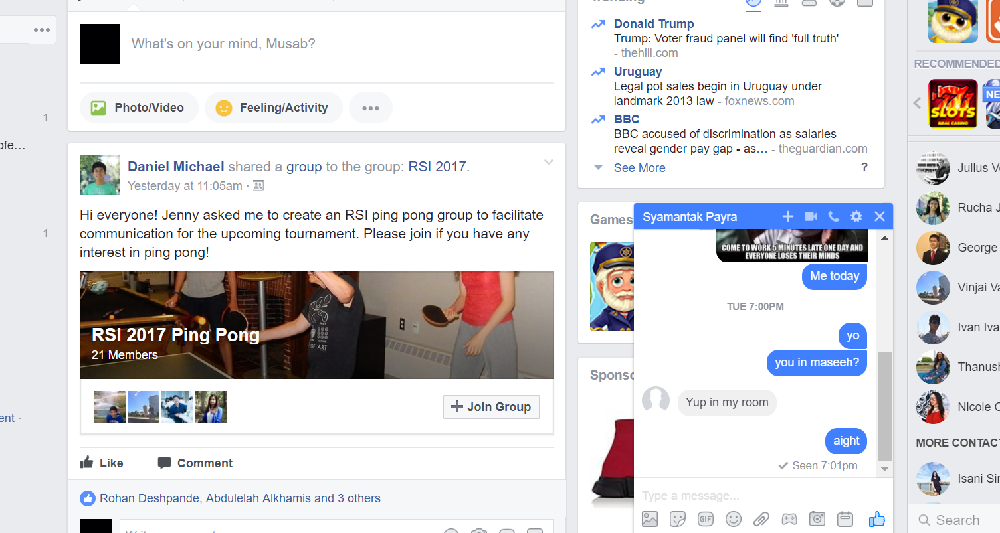 What's on your mind, Musab?
Photo/Video
Feeling/Activity
Daniel Michael shared a group to the group: RSI 2017.
Yesterday at 11:05am ·
Hi everyone! Jenny asked me to create an RSI ping pong group to facilitate
communication for the upcoming tournament. Please join if you have any
interest in ping pong!
OF ART
RSI 2017 Ping Pong
21 Members
Join Group
Like
Comment
Rohan Deshpande, Abdulelah Alkhamis and 3 others
1
ofe…
1
ent ·
Trending
Donald Trump
Trump: Voter fraud panel will find 'full truth'
- thehill.com
Uruguay
Legal pot sales begin in Uruguay under
landmark 2013 law - foxnews.com
BBC
BBC accused of discrimination as salaries
reveal gender pay gap - as… - theguardian.com
See More
?
Games
Sponso
Syamantak Payra
COME TO WORK 5 MINUTES LATE ONE DAY AND
EVERYONE LOSES THEIR MINDS
Me today
TUE 7:00PM
yo
you in maseeh?
Yup in my room
aight
Seen 7:01pm
Type a message...
GIF
RECOMMENDED
777
SLOTS
REAL CASINO
NE
Julius V
Rucha J
George
Vinjai Va
Ivan Iva
Thanush
Nicole C
MORE CONTACT
Isani Sir
Search